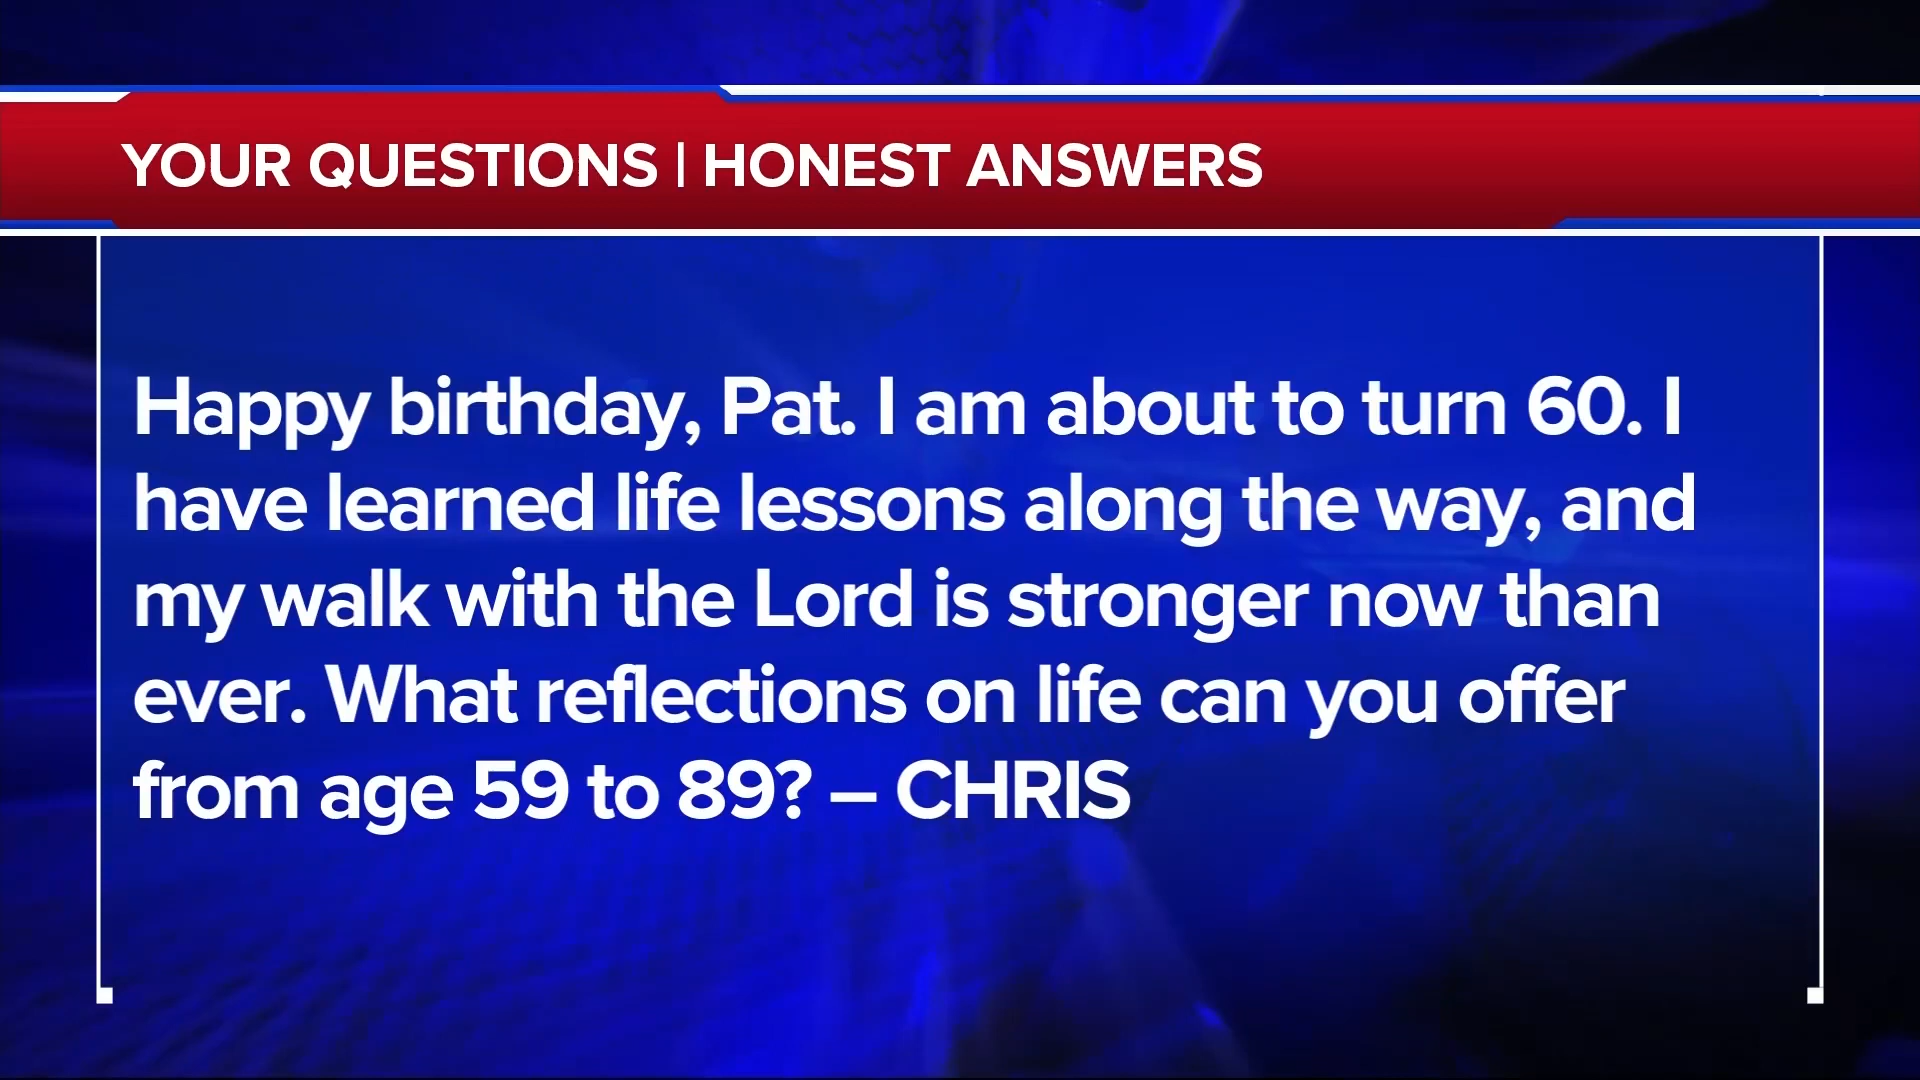 YOUR QUESTIONS | HONEST ANSWERS
Happy birthday, Pat. I am about to turn 60. I
have learned life lessons along the way, and
my walk with the Lord is stronger now than
ever. What reflections on life can you offer
from age 59 to 89? – CHRIS